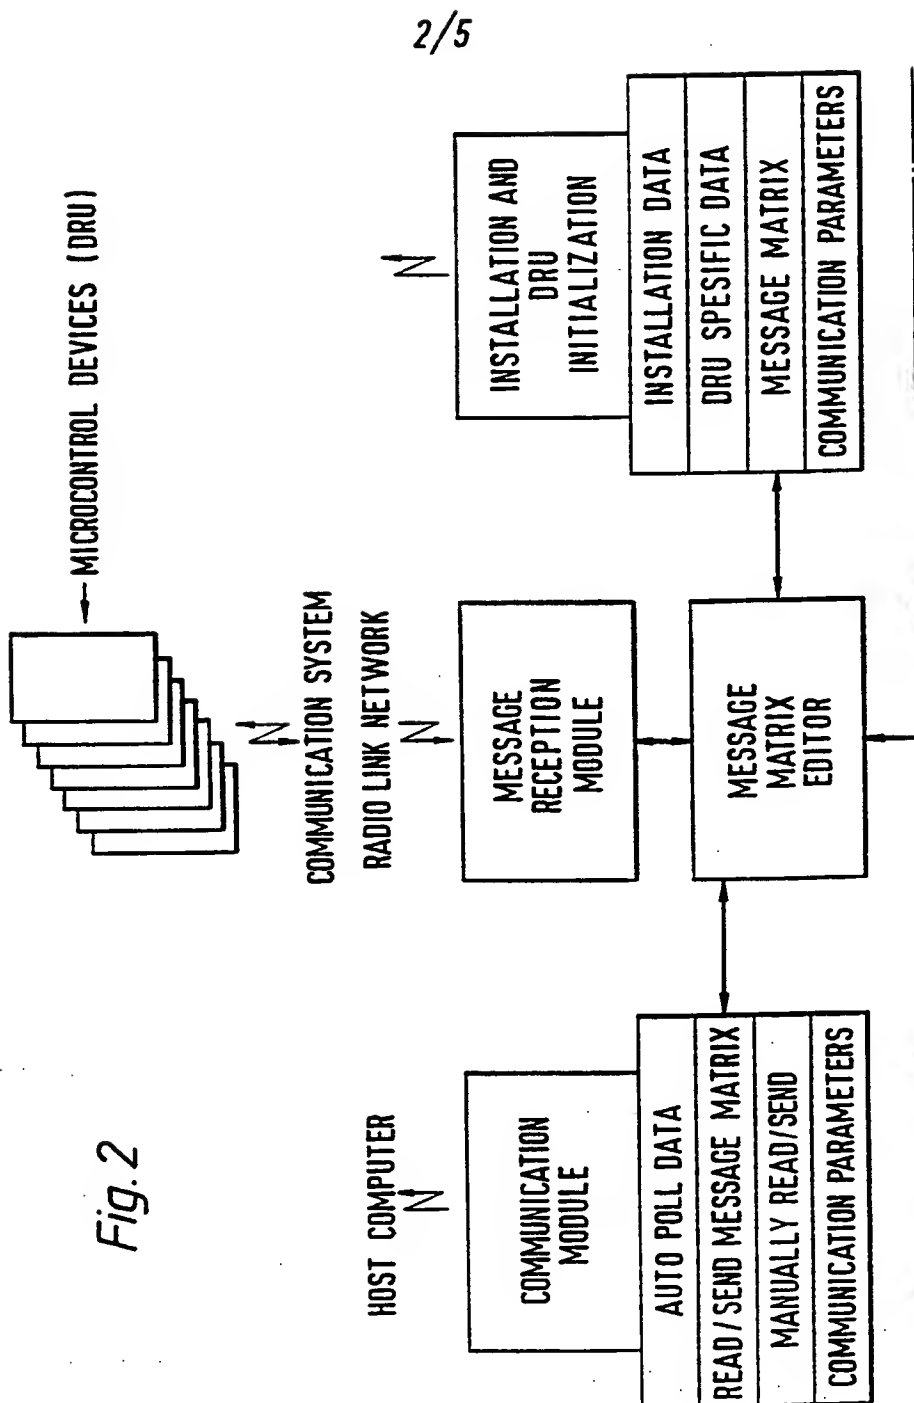 2/5
Fig. 2
MICROCONTROL DEVICES (DRU)
COMMUNICATION SYSTEM
RADIO LINK NETWORK
HOST COMPUTER
COMMUNICATION
MODULE
AUTO POLL DATA
READ/SEND MESSAGE MATRIX
MANUALLY READ/SEND
COMMUNICATION PARAMETERS
MESSAGE
RECEPTION
MODULE
MESSAGE
MATRIX
EDITOR
INSTALLATION AND
DRU
INITIALIZATION
INSTALLATION DATA
DRU SPESIFIC DATA
MESSAGE MATRIX
COMMUNICATION PARAMETERS